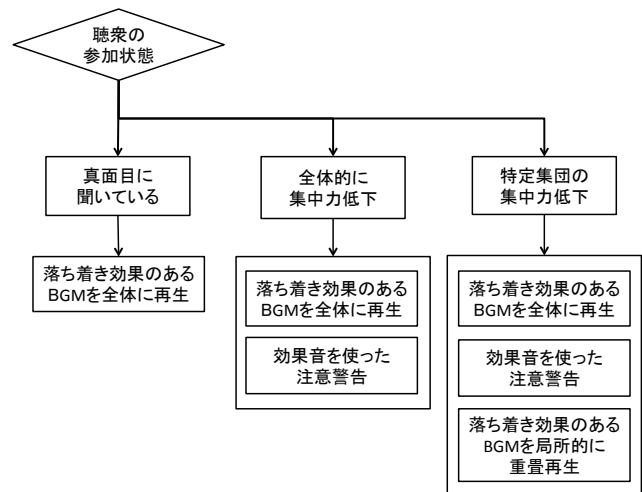 聴衆の
参加状態
真面目に
聞いている
全体的に
集中力低下
特定集団の
集中力低下
落ち着き効果のある
BGMを全体に再生
落ち着き効果のある
BGMを全体に再生
効果音を使った
注意警告
落ち着き効果のある
BGMを全体に再生
効果音を使った
注意警告
落ち着き効果のある
BGMを局所的に
重畳再生